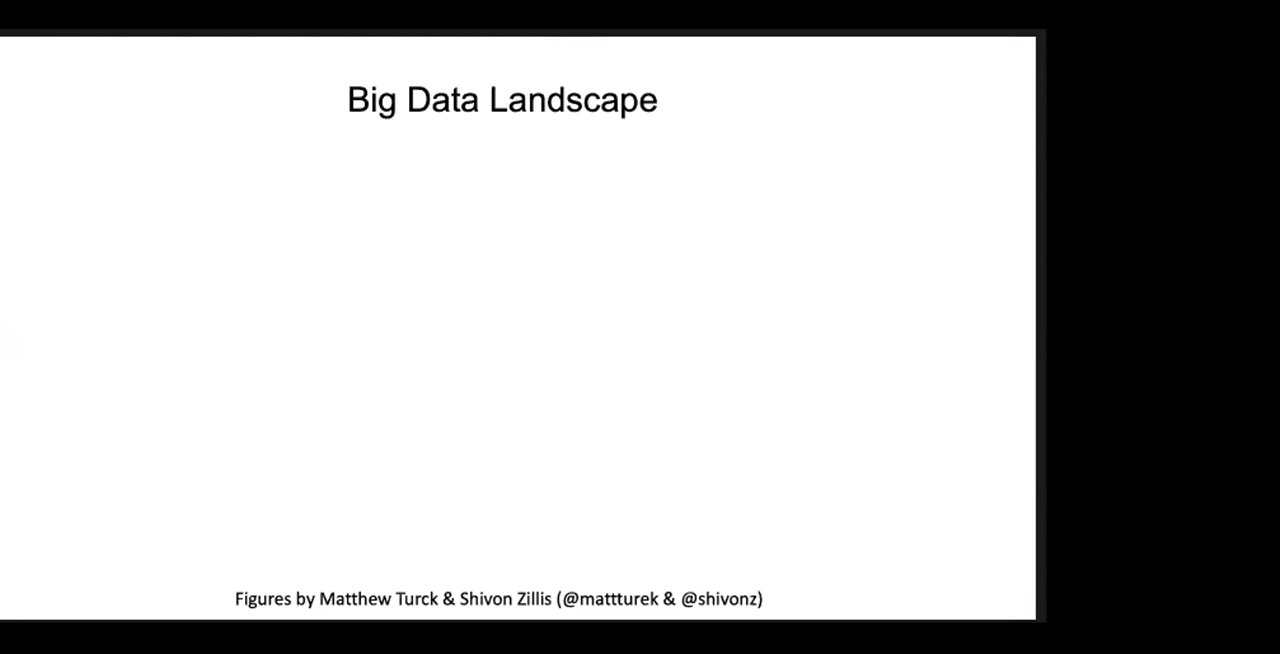 Big Data Landscape
Figures by Matthew Turck & Shivon Zillis (@mattturek & @shivonz)